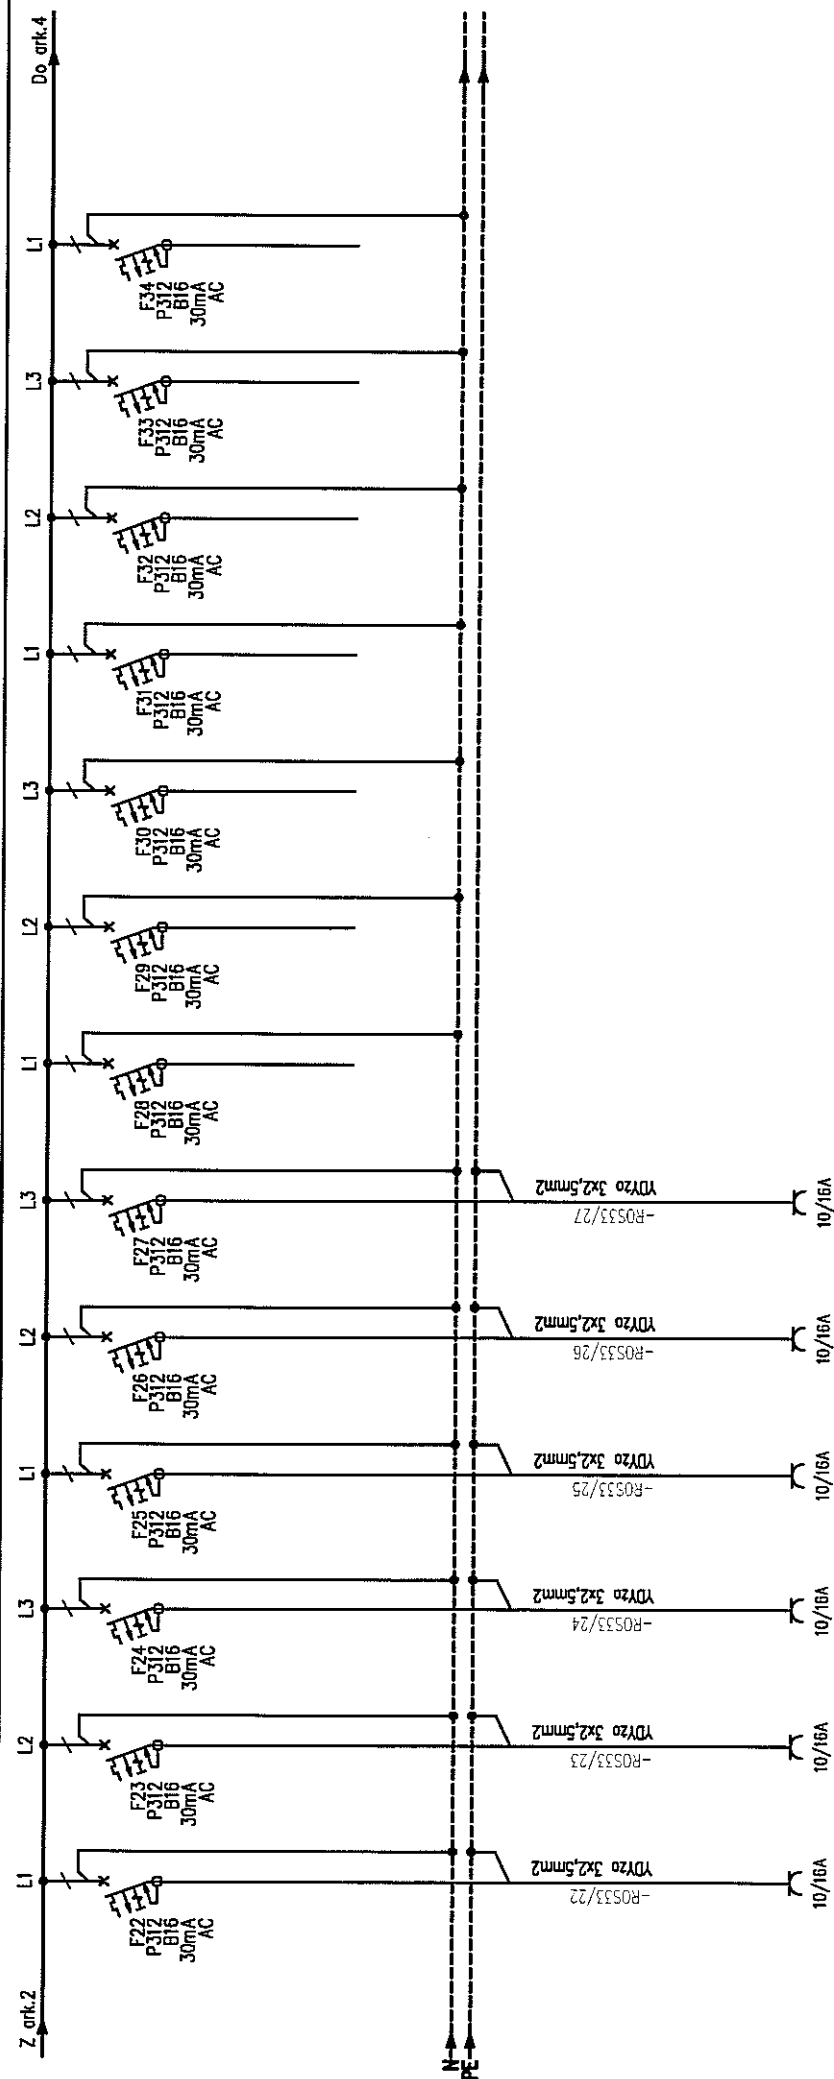 Z ark.2
L1
F22
P312
B16
30mA
AC
-ROS33/22
YDYżo 3x2,5mm2
10/16A
L2
F23
P312
B16
30mA
AC
-ROS33/23
YDYżo 3x2,5mm2
10/16A
L3
F24
P312
B16
30mA
AC
-ROS33/24
YDYżo 3x2,5mm2
10/16A
L1
F25
P312
B16
30mA
AC
-ROS33/25
YDYżo 3x2,5mm2
10/16A
L2
F26
P312
B16
30mA
AC
-ROS33/26
YDYżo 3x2,5mm2
10/16A
L3
F27
P312
B16
30mA
AC
-ROS33/27
YDYżo 3x2,5mm2
10/16A
L1
F28
P312
B16
30mA
AC
L2
F29
P312
B16
30mA
AC
L3
F30
P312
B16
30mA
AC
L1
F31
P312
B16
30mA
AC
L2
F32
P312
B16
30mA
AC
L3
F33
P312
B16
30mA
AC
L1
F34
P312
B16
30mA
AC
Do ark.4
N
PE